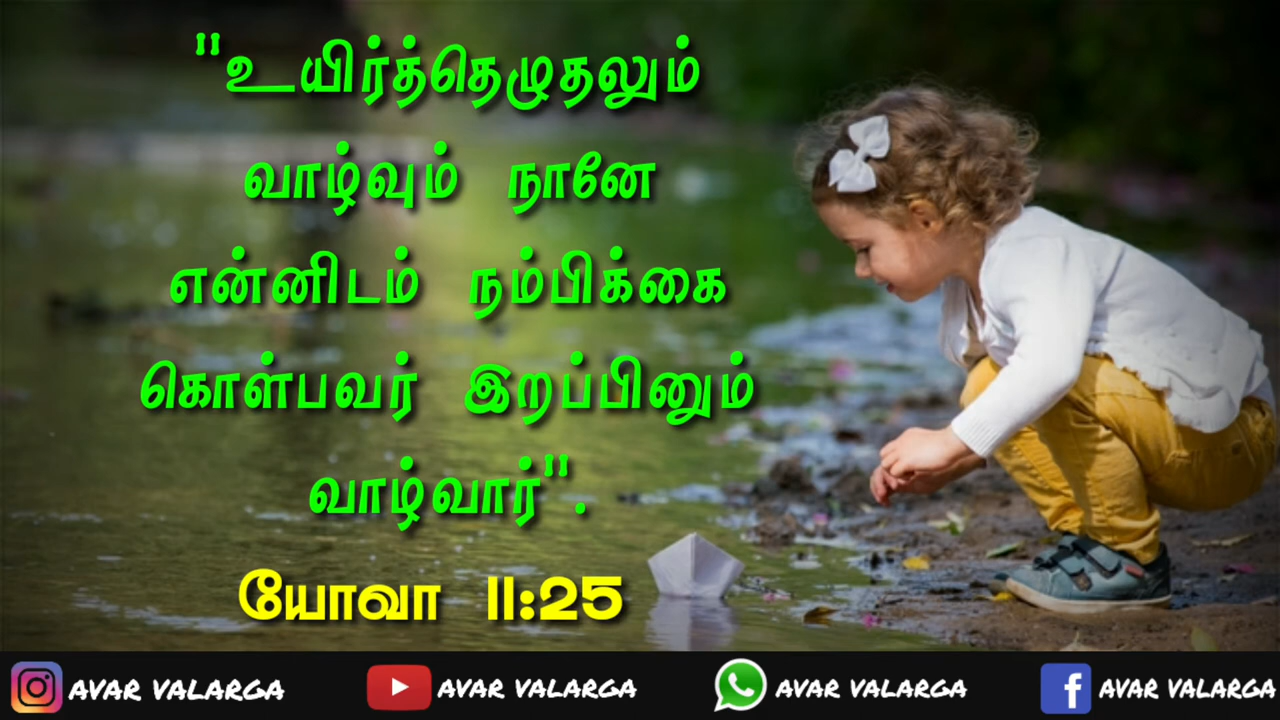 "உயிர்த்தெழுதலும்
வாழ்வும் நானே
என்னிடம் நம்பிக்கை
கொள்பவர் இறப்பினும்
வாழ்வார்".
யோவா 11:25
AVAR VALARGA AVAR VALARGA AVAR VALARGA AVAR VALARGA